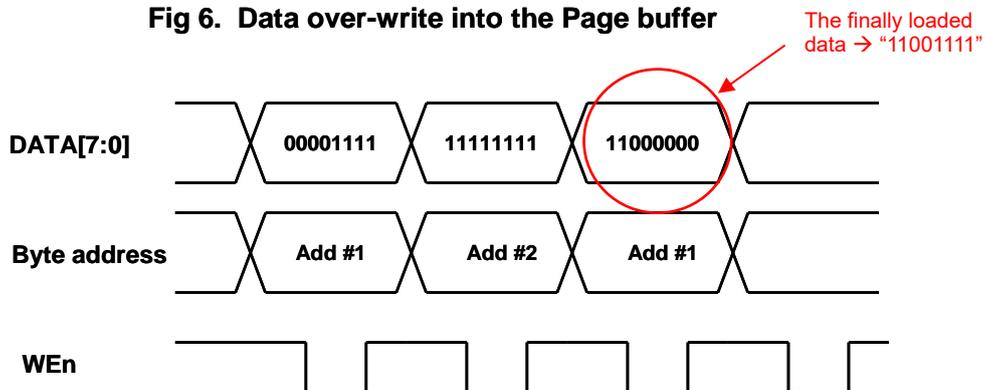 Fig 6. Data over-write into the Page buffer
The finally loaded
data → “11001111”
DATA[7:0]
00001111
11111111
11000000
Byte address
Add #1
Add #2
Add #1
WEn